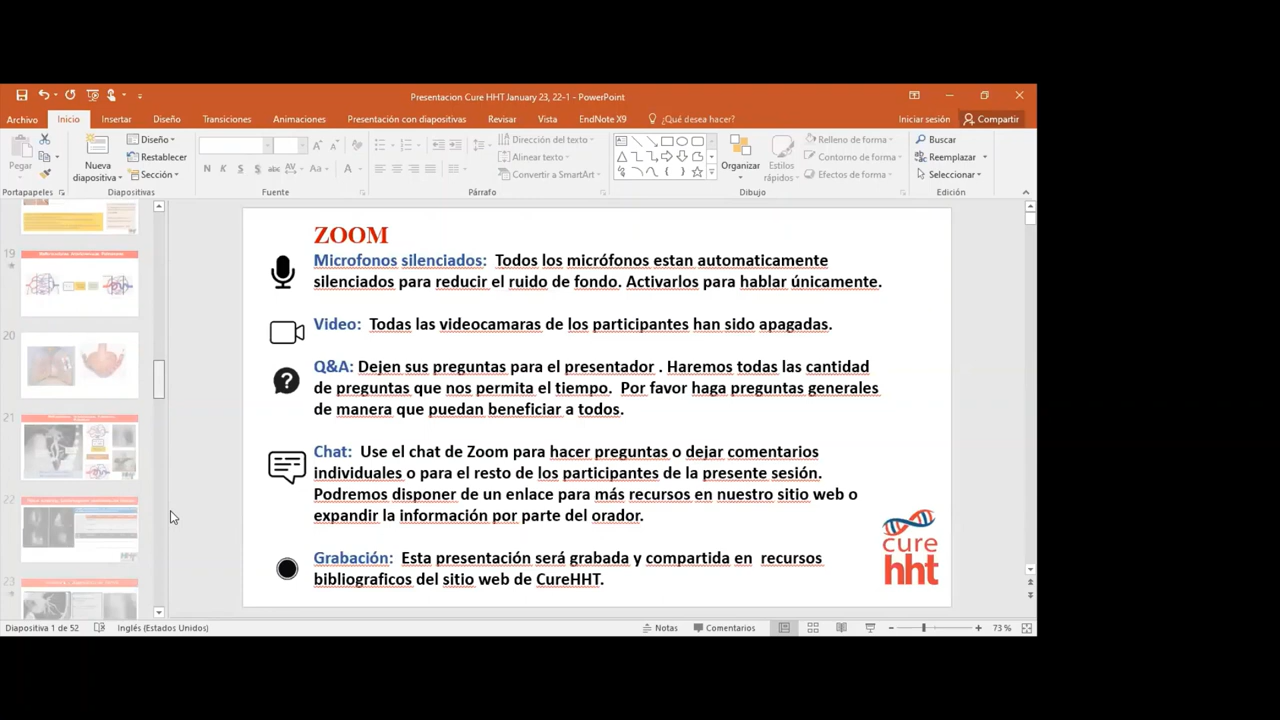 Presentacion Cure HHT January 23, 22-1 - PowerPoint
Archivo Inicio Insertar Diseño Transiciones Animaciones Presentación con diapositivas Revisar Vista EndNote X9 ¿Qué desea hacer? Iniciar sesión Compartir
Pegar
Nueva diapositiva
Diseño
Restablecer
Sección
N K S S abc Aa A
Dirección del texto
Alinear texto
Convertir a SmartArt
Organizar
Estilos rápidos
Relleno de forma
Contorno de forma
Efectos de forma
Buscar
Reemplazar
Seleccionar
Portapapeles Diapositivas Fuente Párrafo Dibujo Edición
19
20
21
22
23
ZOOM
Microfonos silenciados: Todos los micrófonos estan automaticamente
silenciados para reducir el ruido de fondo. Activarlos para hablar únicamente.
Video: Todas las videocamaras de los participantes han sido apagadas.
Q&A: Dejen sus preguntas para el presentador . Haremos todas las cantidad
de preguntas que nos permita el tiempo. Por favor haga preguntas generales
de manera que puedan beneficiar a todos.
Chat: Use el chat de Zoom para hacer preguntas o dejar comentarios
individuales o para el resto de los participantes de la presente sesión.
Podremos disponer de un enlace para más recursos en nuestro sitio web o
expandir la información por parte del orador.
Grabación: Esta presentación será grabada y compartida en recursos
bibliograficos del sitio web de CureHHT.
cure
hht
Diapositiva 1 de 52 Inglés (Estados Unidos) Notas Comentarios 73 %